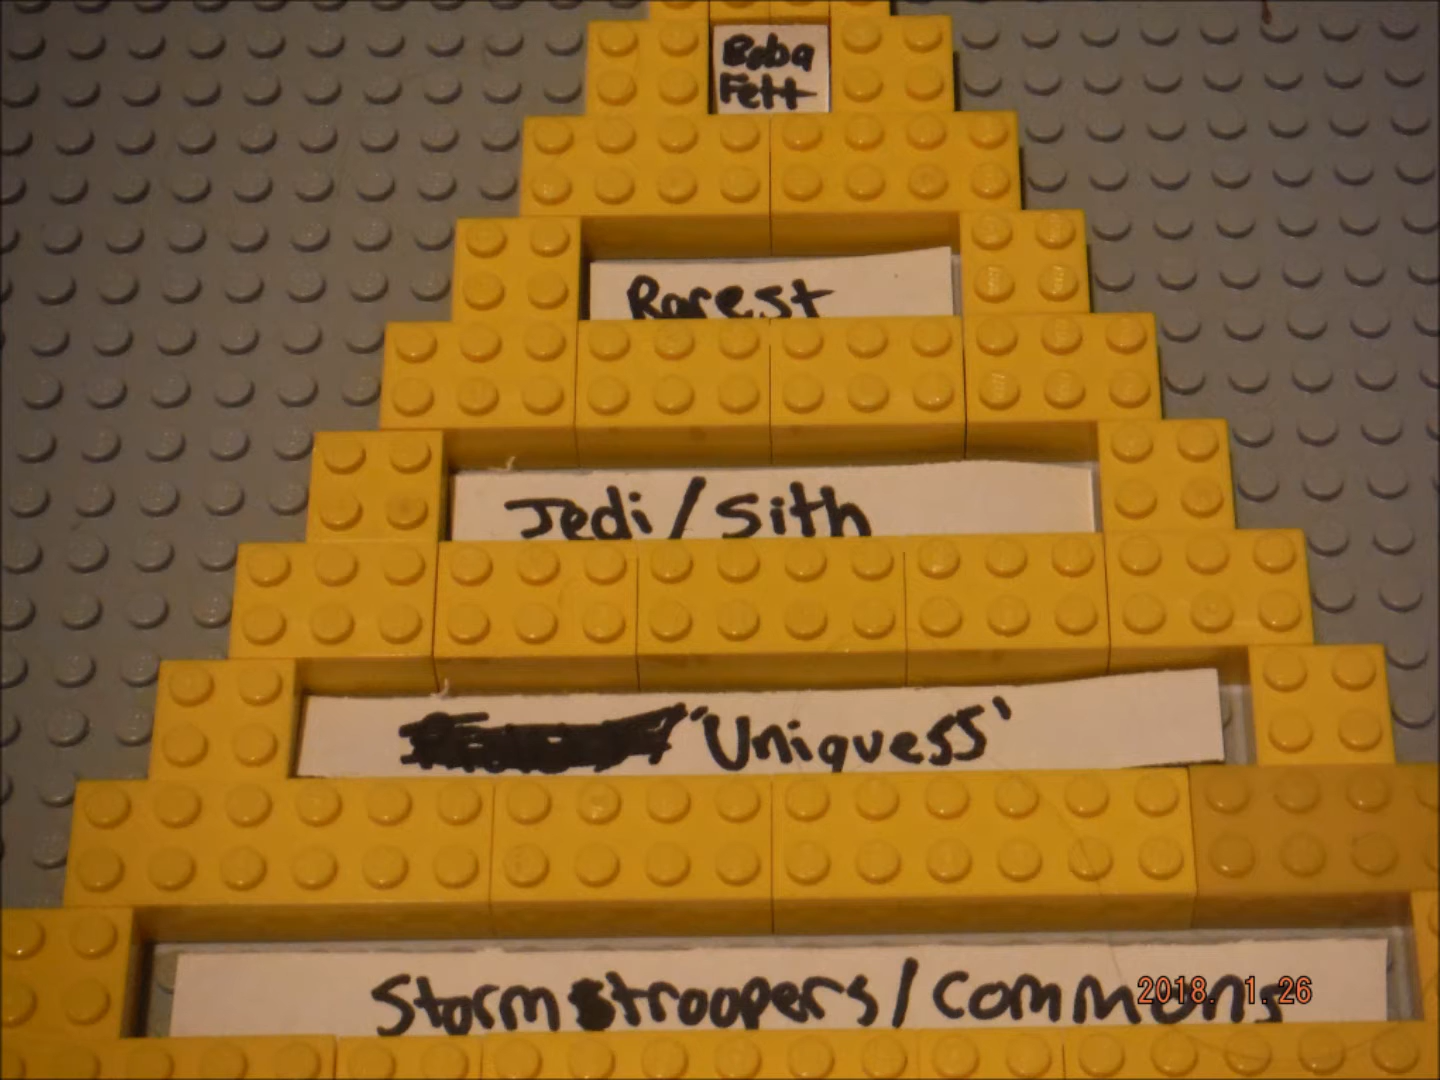 Boba
Fett
Rarest
Jedi/Sith
'Uniquess'
Stormstroopers/Commons
2018. 1.26